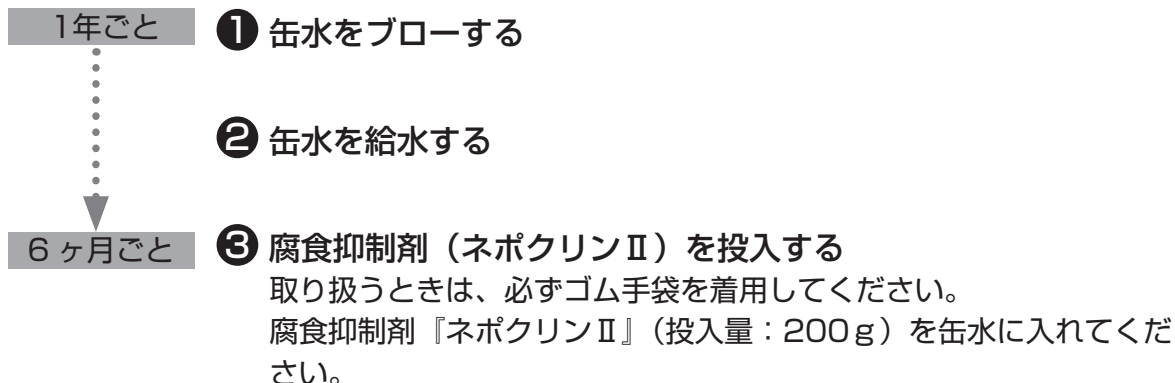 1年ごと ❶ 缶水をブローする
❷ 缶水を給水する
6ヶ月ごと ❸ 腐食抑制剤（ネポクリンⅡ）を投入する
取り扱うときは、必ずゴム手袋を着用してください。
腐食抑制剤『ネポクリンⅡ』（投入量：200ｇ）を缶水に入れてくだ
さい。